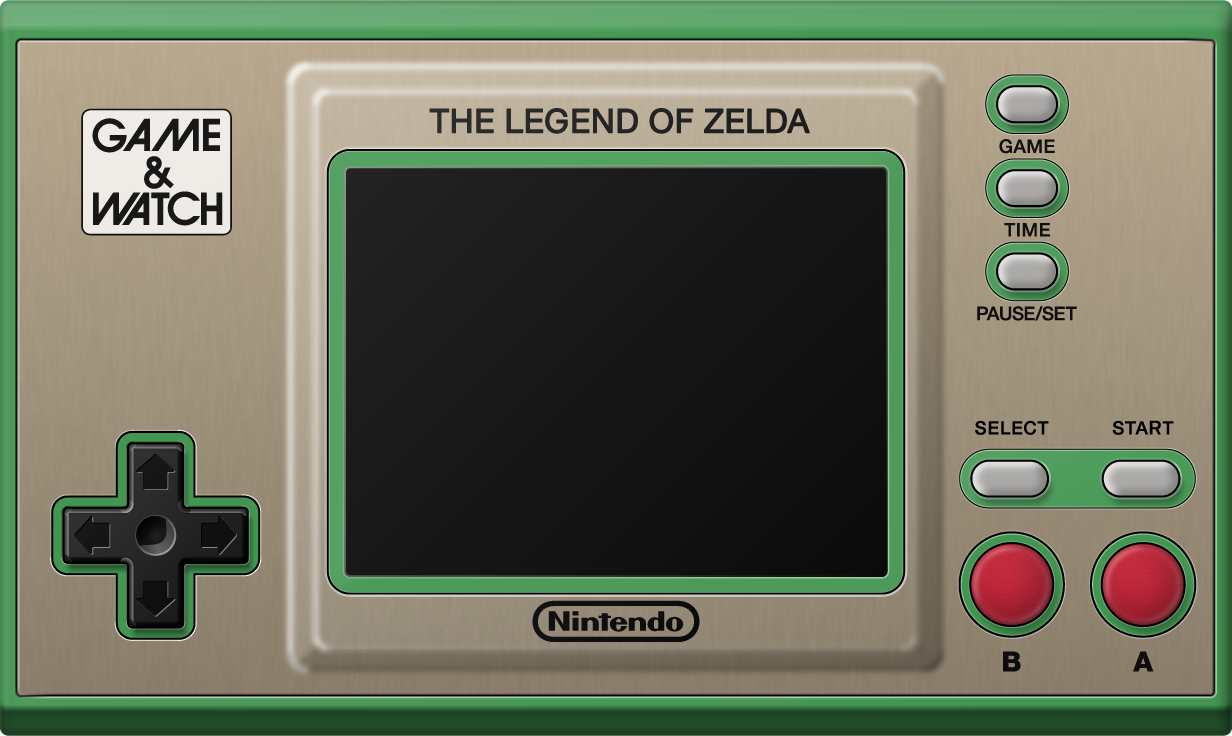 GAME
&
WATCH
THE LEGEND OF ZELDA
GAME
TIME
PAUSE/SET
SELECT
START
Nintendo
B
A